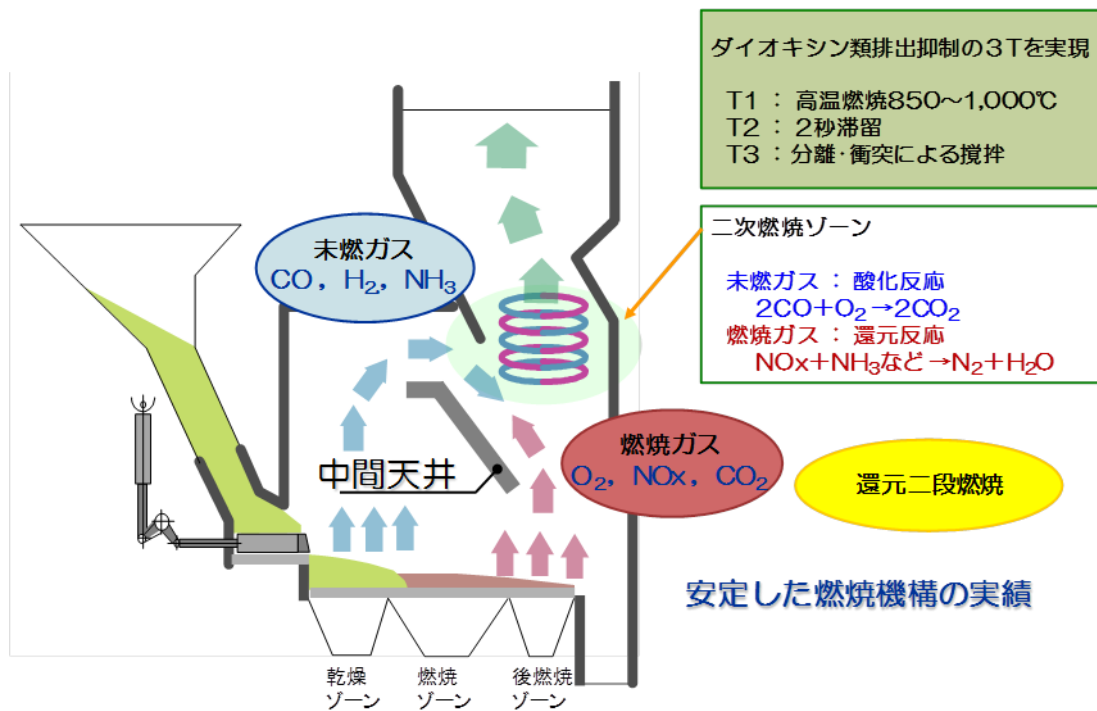 ダイオキシン類排出抑制の3Tを実現
T1 : 高温燃焼850~1,000℃
T2 : 2秒滞留
T3 : 分離・衝突による撹拌
二次燃焼ゾーン
未燃ガス : 酸化反応
2CO+O₂→2CO₂
燃焼ガス : 還元反応
NOx+NH₃など→N₂+H₂O
未燃ガス
CO, H₂, NH₃
中間天井
燃焼ガス
O₂, NOx, CO₂
還元二段燃焼
安定した燃焼機構の実績
乾燥
ゾーン
燃焼
ゾーン
後燃焼
ゾーン